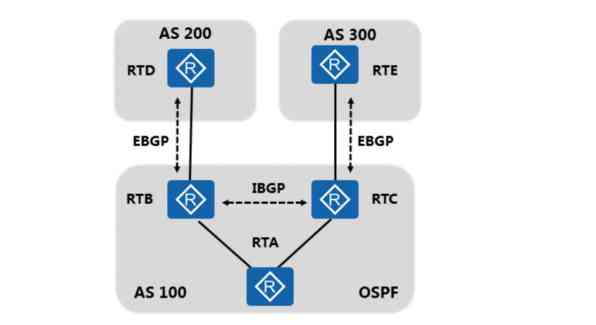 AS 200
AS 300
RTD
R
R
RTE
EBGP
EBGP
RTB
R
IBGP
R
RTC
RTA
R
AS 100
OSPF